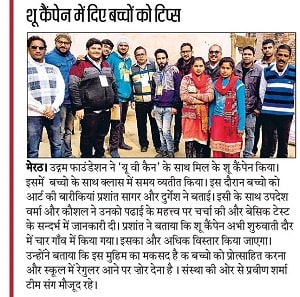 शू कैंपेन में दिए बच्चों को टिप्स
मेरठ। उद्गम फाउंडेशन ने 'यू वी कैन' के साथ मिल के शू कैंपेन किया।
इसमें बच्चो के साथ क्लास में समय व्यतीत किया। इस दौरान बच्चों को
आर्ट की बारीकियां प्रशांत सागर और दुर्गेश ने बताई। इसी के साथ उपदेश
वर्मा और कौशल ने उनको पढाई के महत्त्व पर चर्चा की और बेसिक टेस्ट
के सन्दर्भ में जानकारी दी। प्रशांत ने बताया कि शू कैंपेन अभी शुरुवाती दौर
में चार गाँव में किया गया। इसका और अधिक विस्तार किया जाएगा।
उन्होंने बताया कि इस मुहिम का मकसद है क बच्चो को प्रोत्साहित करना
और स्कूल में रेगुलर आने पर ज़ोर देना है। संस्था की ओर से प्रवीण शर्मा
टीम संग मौजूद रहे।